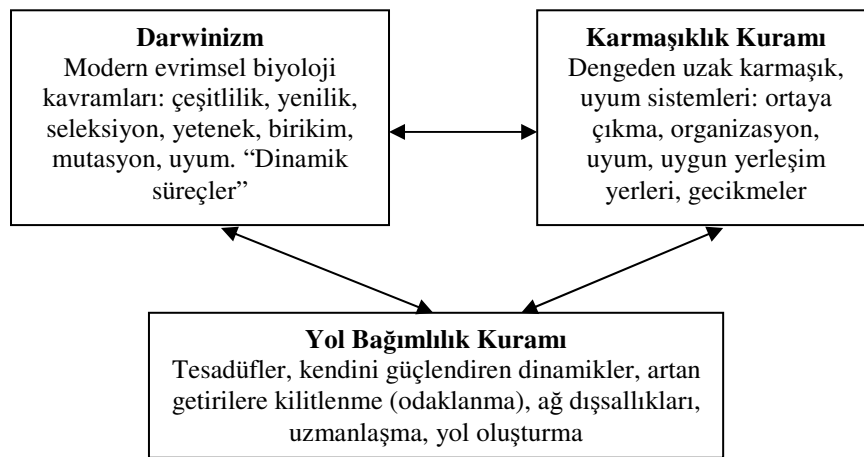 Darwinizm
Modern evrimsel biyoloji
kavramları: çeşitlilik, yenilik,
seleksiyon, yetenek, birikim,
mutasyon, uyum. “Dinamik
süreçler”
Karmaşıklık Kuramı
Dengeden uzak karmaşık,
uyum sistemleri: ortaya
çıkma, organizasyon,
uyum, uygun yerleşim
yerleri, gecikmeler
Yol Bağımlılık Kuramı
Tesadüfler, kendini güçlendiren dinamikler, artan
getirilere kilitlenme (odaklanma), ağ dışsallıkları,
uzmanlaşma, yol oluşturma